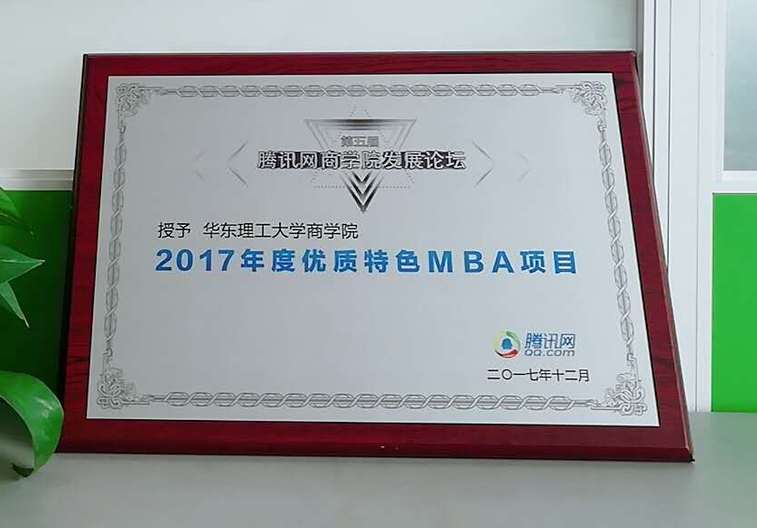 第五届
腾讯网商学院发展论坛
授予 华东理工大学商学院
2017年度优质特色MBA项目
腾讯网
QQ.com
二〇一七年十二月